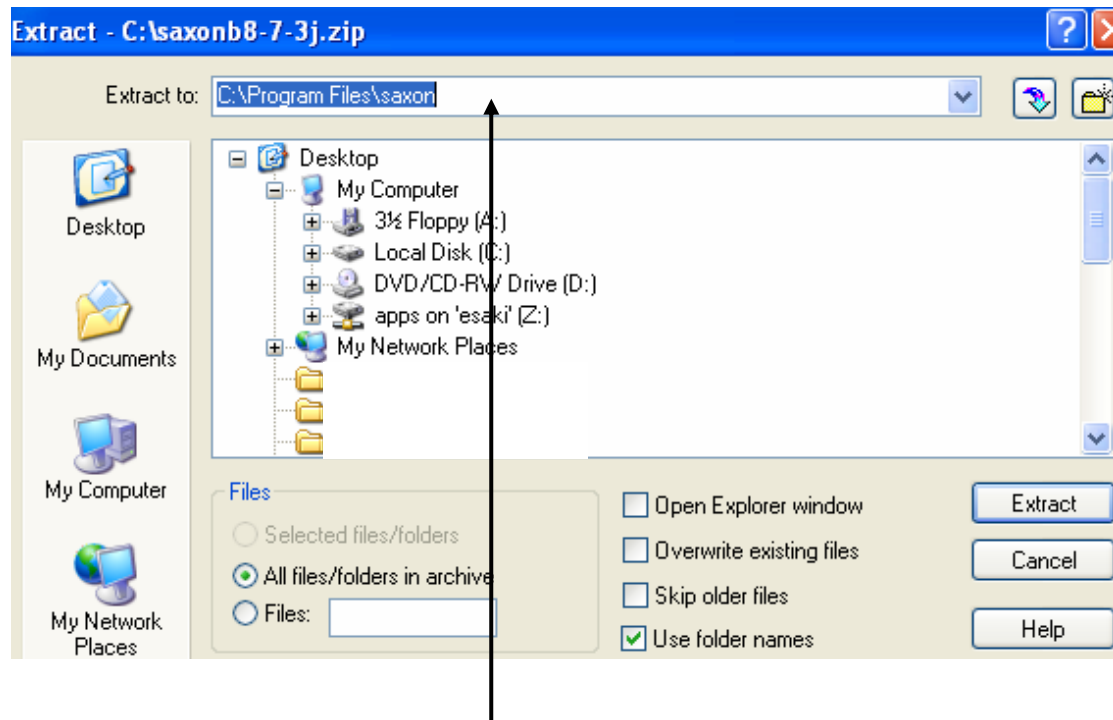 Extract - C:\saxonb8-7-3j.zip
Extract to: C:\Program Files\saxon
Desktop
My Documents
My Computer
My Network
Places
Desktop
My Computer
3½ Floppy (A:)
Local Disk (C:)
DVD/CD-RW Drive (D:)
apps on 'esaki' (Z:)
My Network Places
Files
Selected files/folders
All files/folders in archive
Files:
Open Explorer window
Overwrite existing files
Skip older files
Use folder names
Extract
Cancel
Help